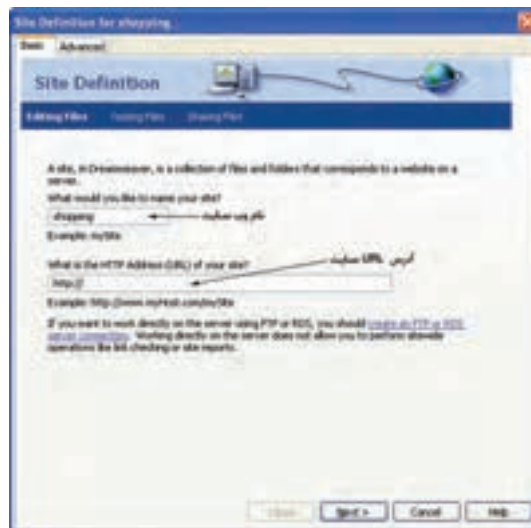 Site Definition for shopping
Basic Advanced
Site Definition
Editing Files Testing Files Sharing Files
A site, in Dreamweaver, is a collection of files and folders that corresponds to a website on a
server.
What would you like to name your site?
shopping
نام وب سایت
Example: mySite
What is the HTTP Address (URL) of your site?
آدرس URL سایت
http://
Example: http://www.myHost.com/mySite
If you want to work directly on the server using FTP or RDS, you should create an FTP or RDS
server connection. Working directly on the server does not allow you to perform sitewide
operations like link checking or site reports.
Next > Cancel Help